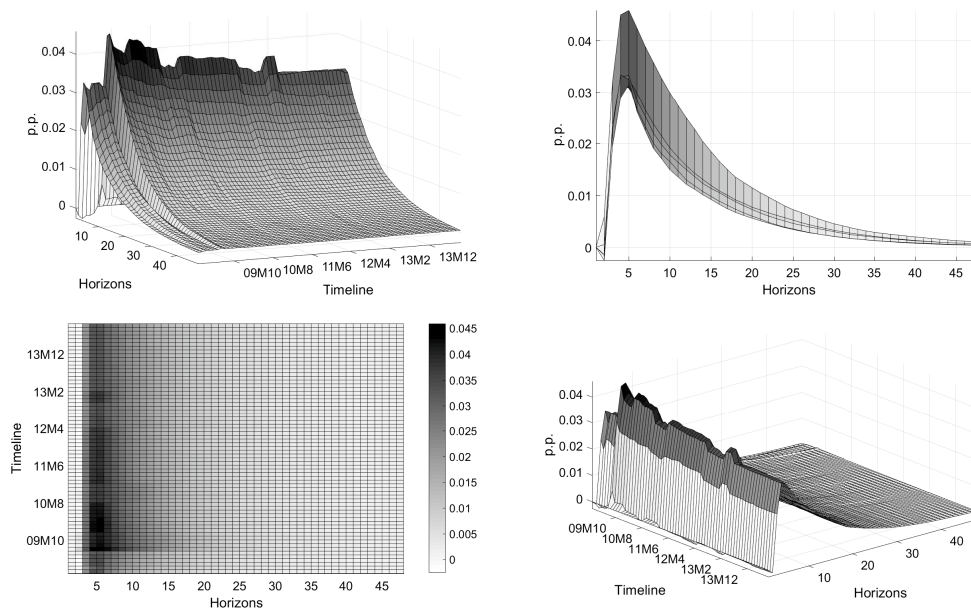 0.04
0.03
0.02
0.01
0
p.p.
10
20
30
40
Horizons
09M10 10M8 11M6 12M4 13M2 13M12
Timeline
0.04
0.03
0.02
0.01
0
p.p.
5 10 15 20 25 30 35 40 45
Horizons
13M12
13M2
12M4
11M6
10M8
09M10
Timeline
5 10 15 20 25 30 35 40 45
Horizons
0.045
0.04
0.035
0.03
0.025
0.02
0.015
0.01
0.005
0
0.04
0.03
0.02
0.01
0
p.p.
09M10
10M8
11M6
12M4
13M2
13M12
Timeline
10
20
30
40
Horizons